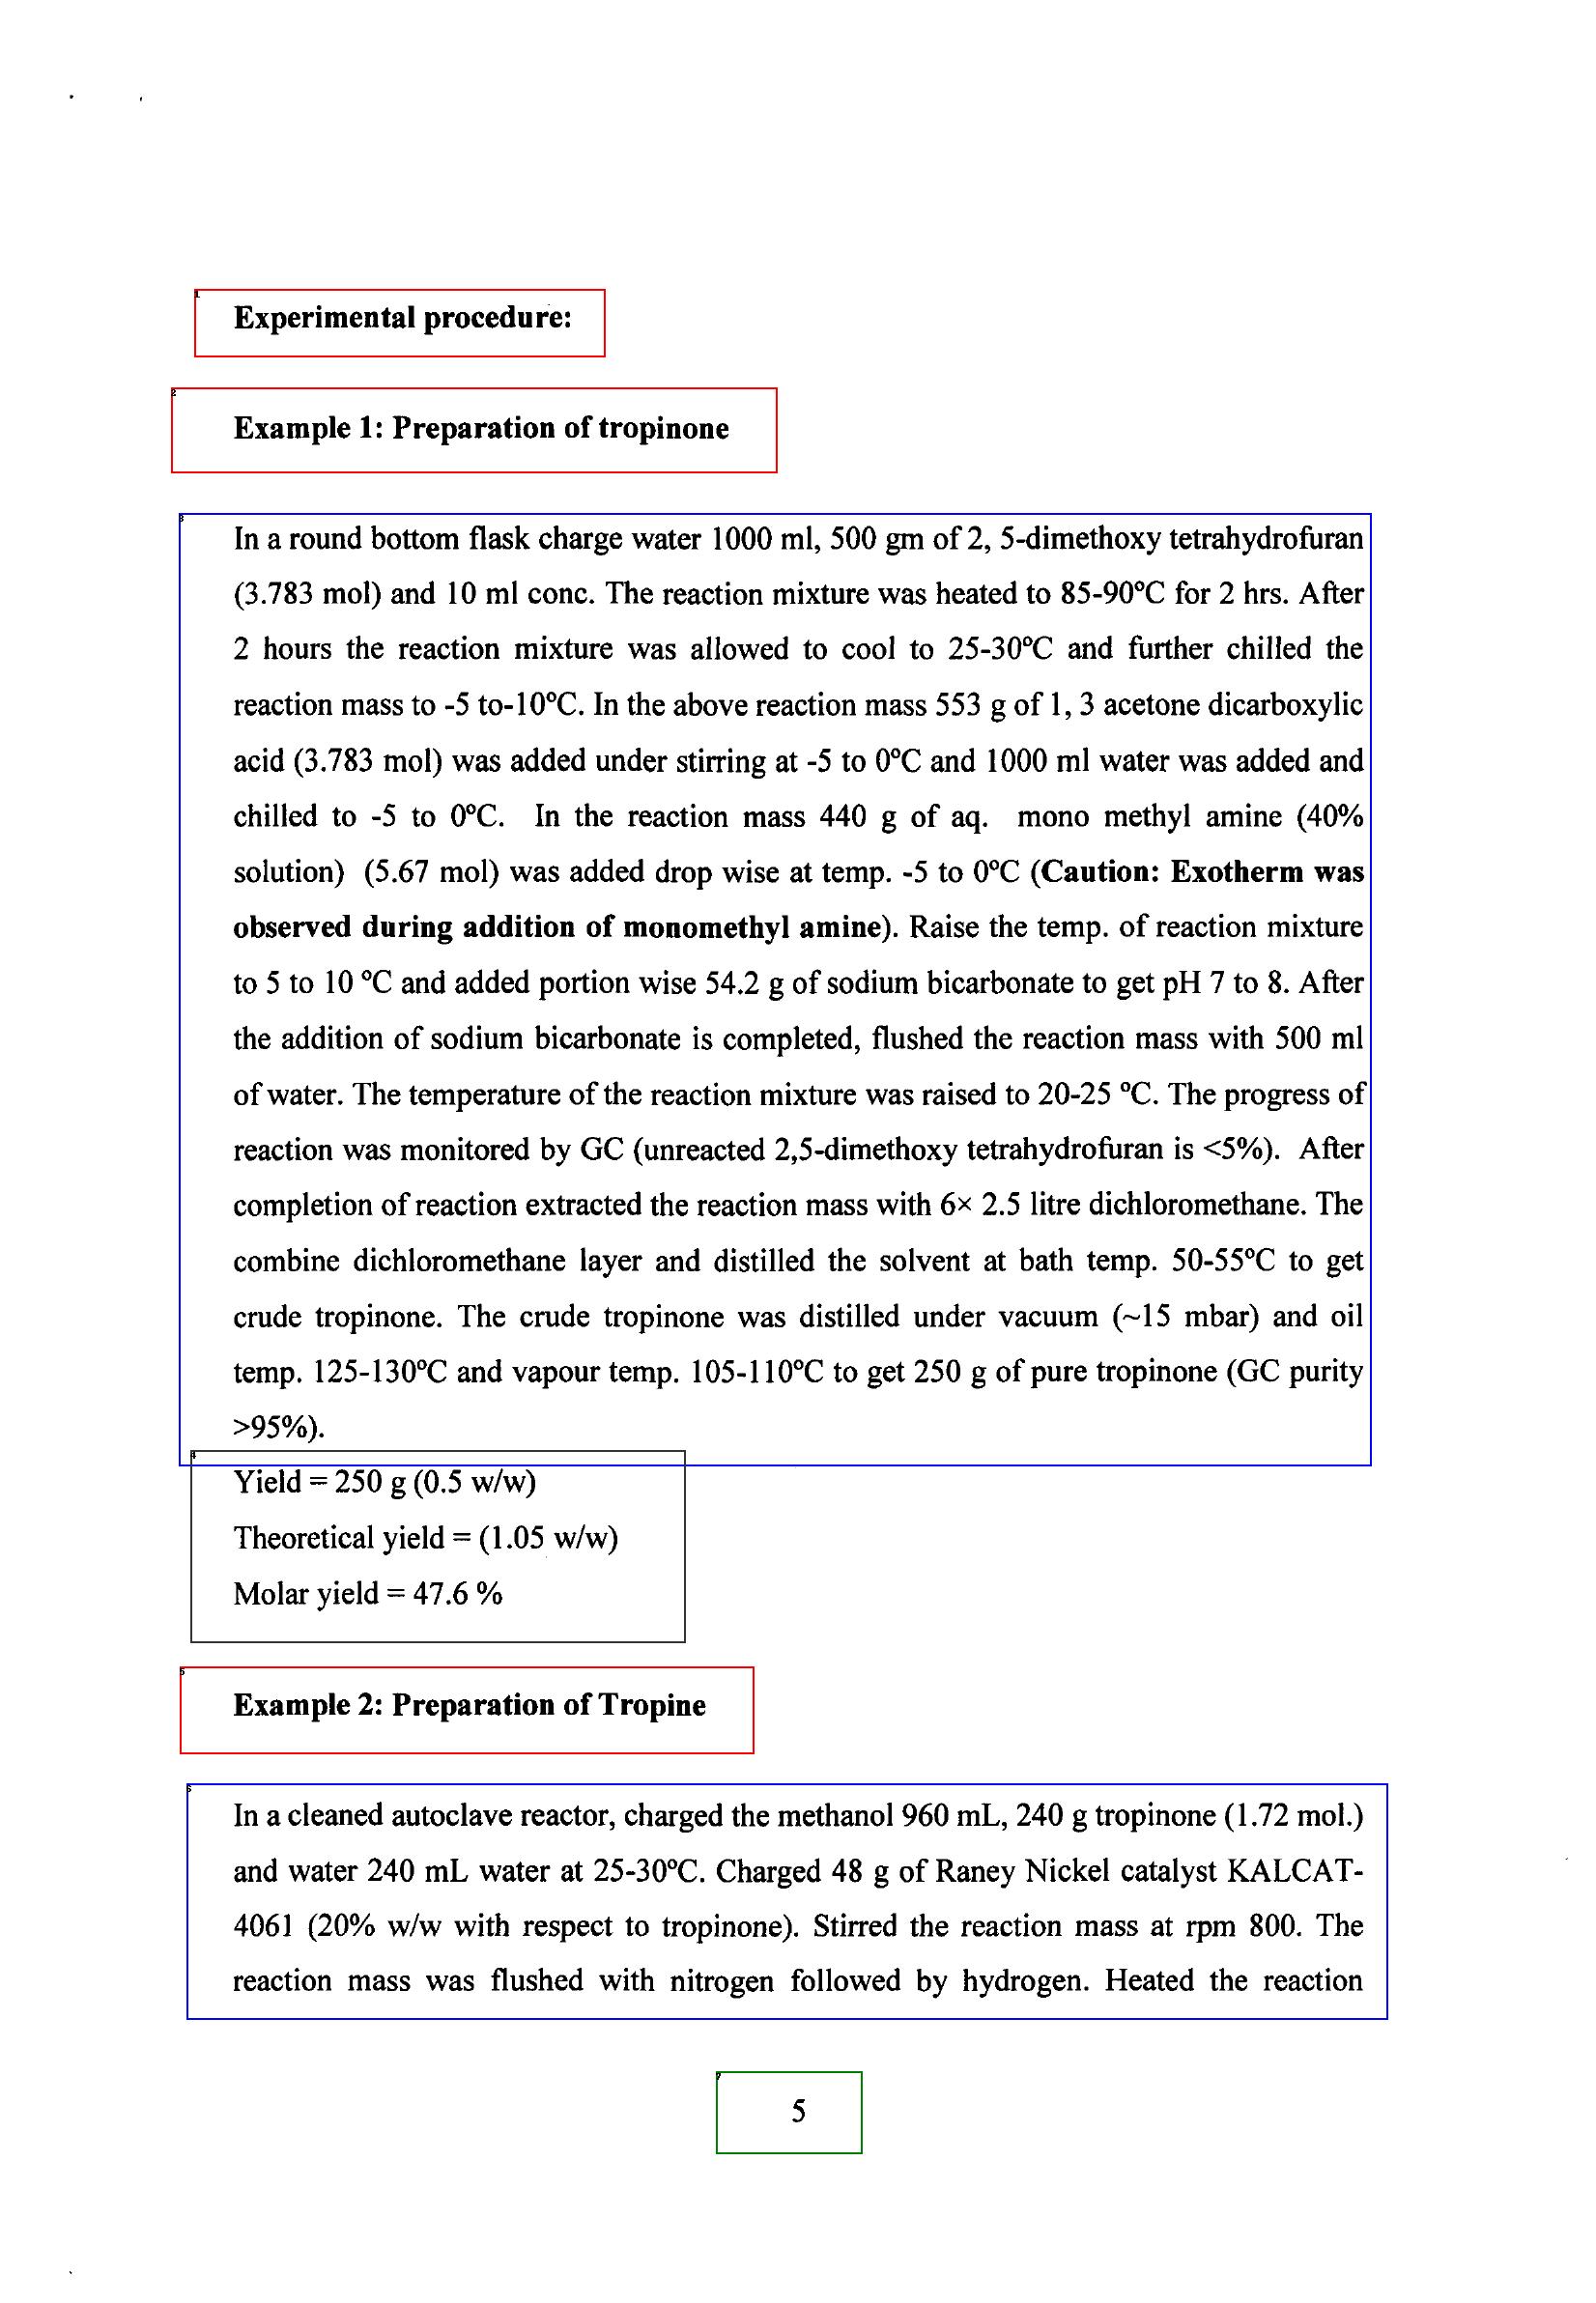 Experimental procedure:
Example 1: Preparation of tropinone
In a round bottom flask charge water 1000 ml, 500 gm of 2, 5-dimethoxy tetrahydrofuran
(3.783 mol) and 10 ml conc. The reaction mixture was heated to 85-90ºC for 2 hrs. After
2 hours the reaction mixture was allowed to cool to 25-30ºC and further chilled the
reaction mass to -5 to-10ºC. In the above reaction mass 553 g of 1, 3 acetone dicarboxylic
acid (3.783 mol) was added under stirring at -5 to 0ºC and 1000 ml water was added and
chilled to -5 to 0ºC. In the reaction mass 440 g of aq. mono methyl amine (40%
solution) (5.67 mol) was added drop wise at temp. -5 to 0ºC (Caution: Exotherm was
observed during addition of monomethyl amine). Raise the temp. of reaction mixture
to 5 to 10 ºC and added portion wise 54.2 g of sodium bicarbonate to get pH 7 to 8. After
the addition of sodium bicarbonate is completed, flushed the reaction mass with 500 ml
of water. The temperature of the reaction mixture was raised to 20-25 ºC. The progress of
reaction was monitored by GC (unreacted 2,5-dimethoxy tetrahydrofuran is <5%). After
completion of reaction extracted the reaction mass with 6× 2.5 litre dichloromethane. The
combine dichloromethane layer and distilled the solvent at bath temp. 50-55ºC to get
crude tropinone. The crude tropinone was distilled under vacuum (~15 mbar) and oil
temp. 125-130ºC and vapour temp. 105-110ºC to get 250 g of pure tropinone (GC purity
>95%).
Yield = 250 g (0.5 w/w)
Theoretical yield = (1.05 w/w)
Molar yield = 47.6 %
Example 2: Preparation of Tropine
In a cleaned autoclave reactor, charged the methanol 960 mL, 240 g tropinone (1.72 mol.)
and water 240 mL water at 25-30ºC. Charged 48 g of Raney Nickel catalyst KALCAT-
4061 (20% w/w with respect to tropinone). Stirred the reaction mass at rpm 800. The
reaction mass was flushed with nitrogen followed by hydrogen. Heated the reaction
5